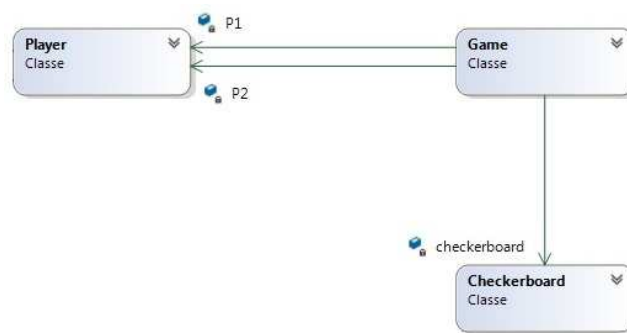 P1
Player
Classe
Game
Classe
P2
checkerboard
Checkerboard
Classe